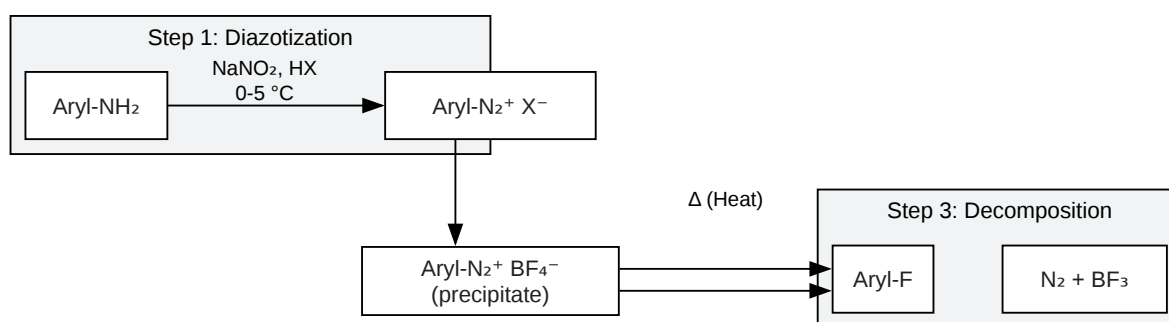 Step 1: Diazotization
NaNO₂, HX
0-5 °C
Aryl-NH₂
Aryl-N₂⁺ X⁻
Δ (Heat)
Step 3: Decomposition
Aryl-N₂⁺ BF₄⁻
(precipitate)
Aryl-F
N₂ + BF₃